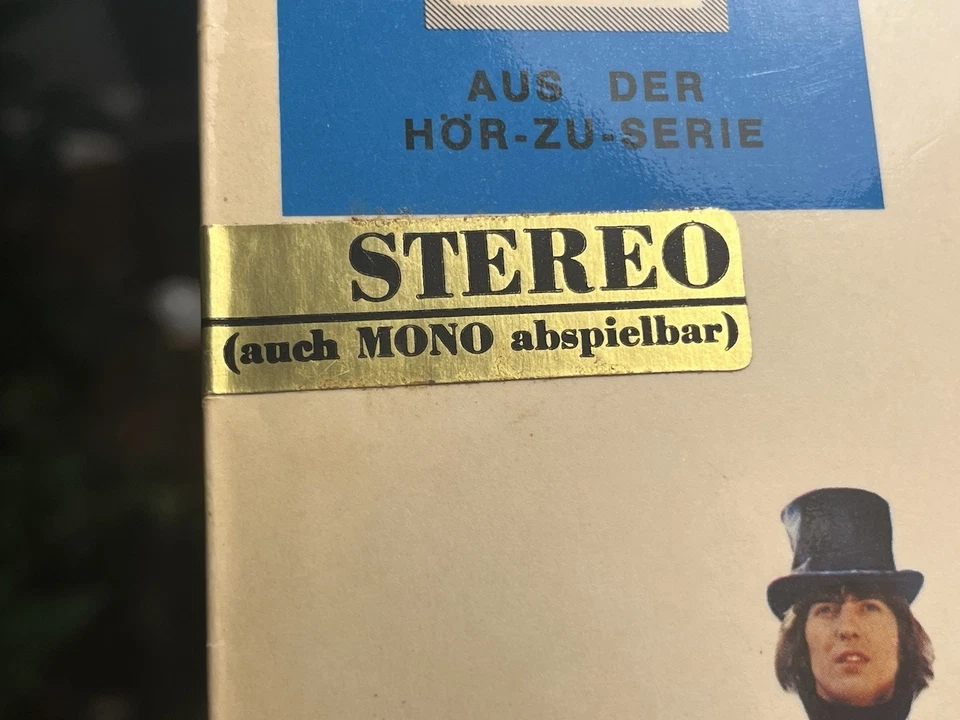 AUS DER
HÖR-ZU-SERIE
STEREO
(auch MONO abspielbar)